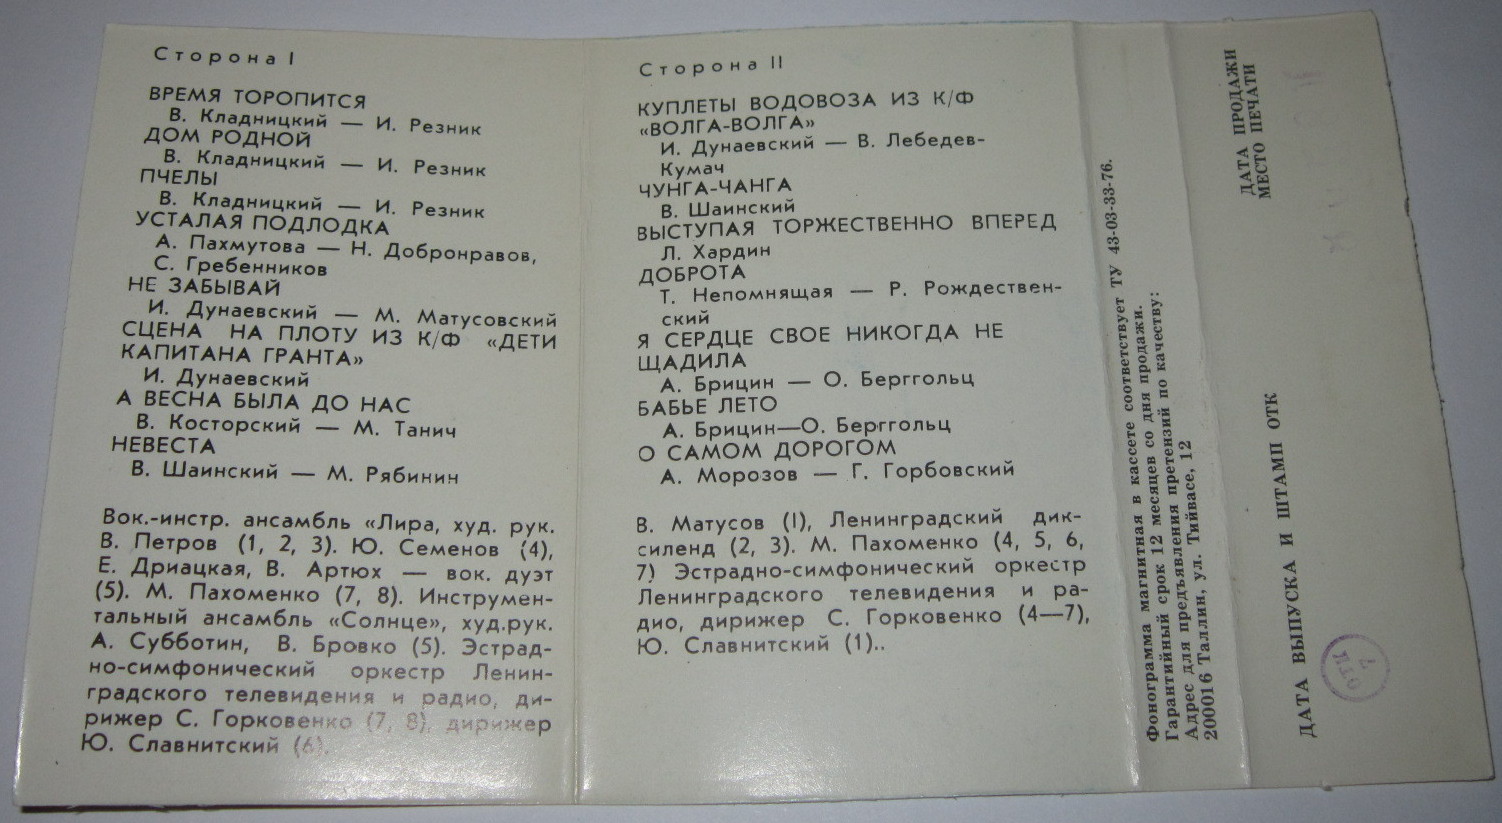 Сторона I
ВРЕМЯ ТОРОПИТСЯ
В. Кладницкий — И. Резник
ДОМ РОДНОЙ
В. Кладницкий — И. Резник
ПЧЕЛЫ
В. Кладницкий — И. Резник
УСТАЛАЯ ПОДЛОДКА
А. Пахмутова — Н. Добронравов,
С. Гребенников
НЕ ЗАБЫВАЙ
И. Дунаевский — М. Матусовский
СЦЕНА НА ПЛОТУ ИЗ К/Ф «ДЕТИ
КАПИТАНА ГРАНТА»
И. Дунаевский
А ВЕСНА БЫЛА ДО НАС
В. Косторский — М. Танич
НЕВЕСТА
В. Шаинский — М. Рябинин
Вок.-инстр. ансамбль «Лира, худ. рук.
В. Петров (1, 2, 3). Ю. Семенов (4),
Е. Дриацкая, В. Артюх — вок. дуэт
(5). М. Пахоменко (7, 8). Инструмен-
тальный ансамбль «Солнце», худ.рук.
А. Субботин, В. Бровко (5). Эстрад-
но-симфонический оркестр Ленин-
градского телевидения и радио, ди-
рижер С. Горковенко (7, 8), дирижер
Ю. Славнитский (6).
Сторона II
КУПЛЕТЫ ВОДОВОЗА ИЗ К/Ф
«ВОЛГА-ВОЛГА»
И. Дунаевский — В. Лебедев-
Кумач
ЧУНГА-ЧАНГА
В. Шаинский
ВЫСТУПАЯ ТОРЖЕСТВЕННО ВПЕРЕД
Л. Хардин
ДОБРОТА
Т. Непомнящая — Р. Рождествен-
ский
Я СЕРДЦЕ СВОЕ НИКОГДА НЕ
ЩАДИЛА
А. Брицин — О. Берггольц
БАБЬЕ ЛЕТО
А. Брицин—О. Берггольц
О САМОМ ДОРОГОМ
А. Морозов — Г. Горбовский
В. Матусов (I), Ленинградский дик-
силенд (2, 3). М. Пахоменко (4, 5, 6,
7) Эстрадно-симфонический оркестр
Ленинградского телевидения и ра-
дио, дирижер С. Горковенко (4—7),
Ю. Славнитский (1)..
Фонограмма магнитная в кассете соответствует ТУ 43-03-33-76.
Гарантийный срок 12 месяцев со дня продажи.
Адрес для предъявления претензий по качеству:
200016 Таллин, ул. Тийвасе, 12
ДАТА ПРОДАЖИ
МЕСТО ПЕЧАТИ
ДАТА ВЫПУСКА И ШТАМП ОТК